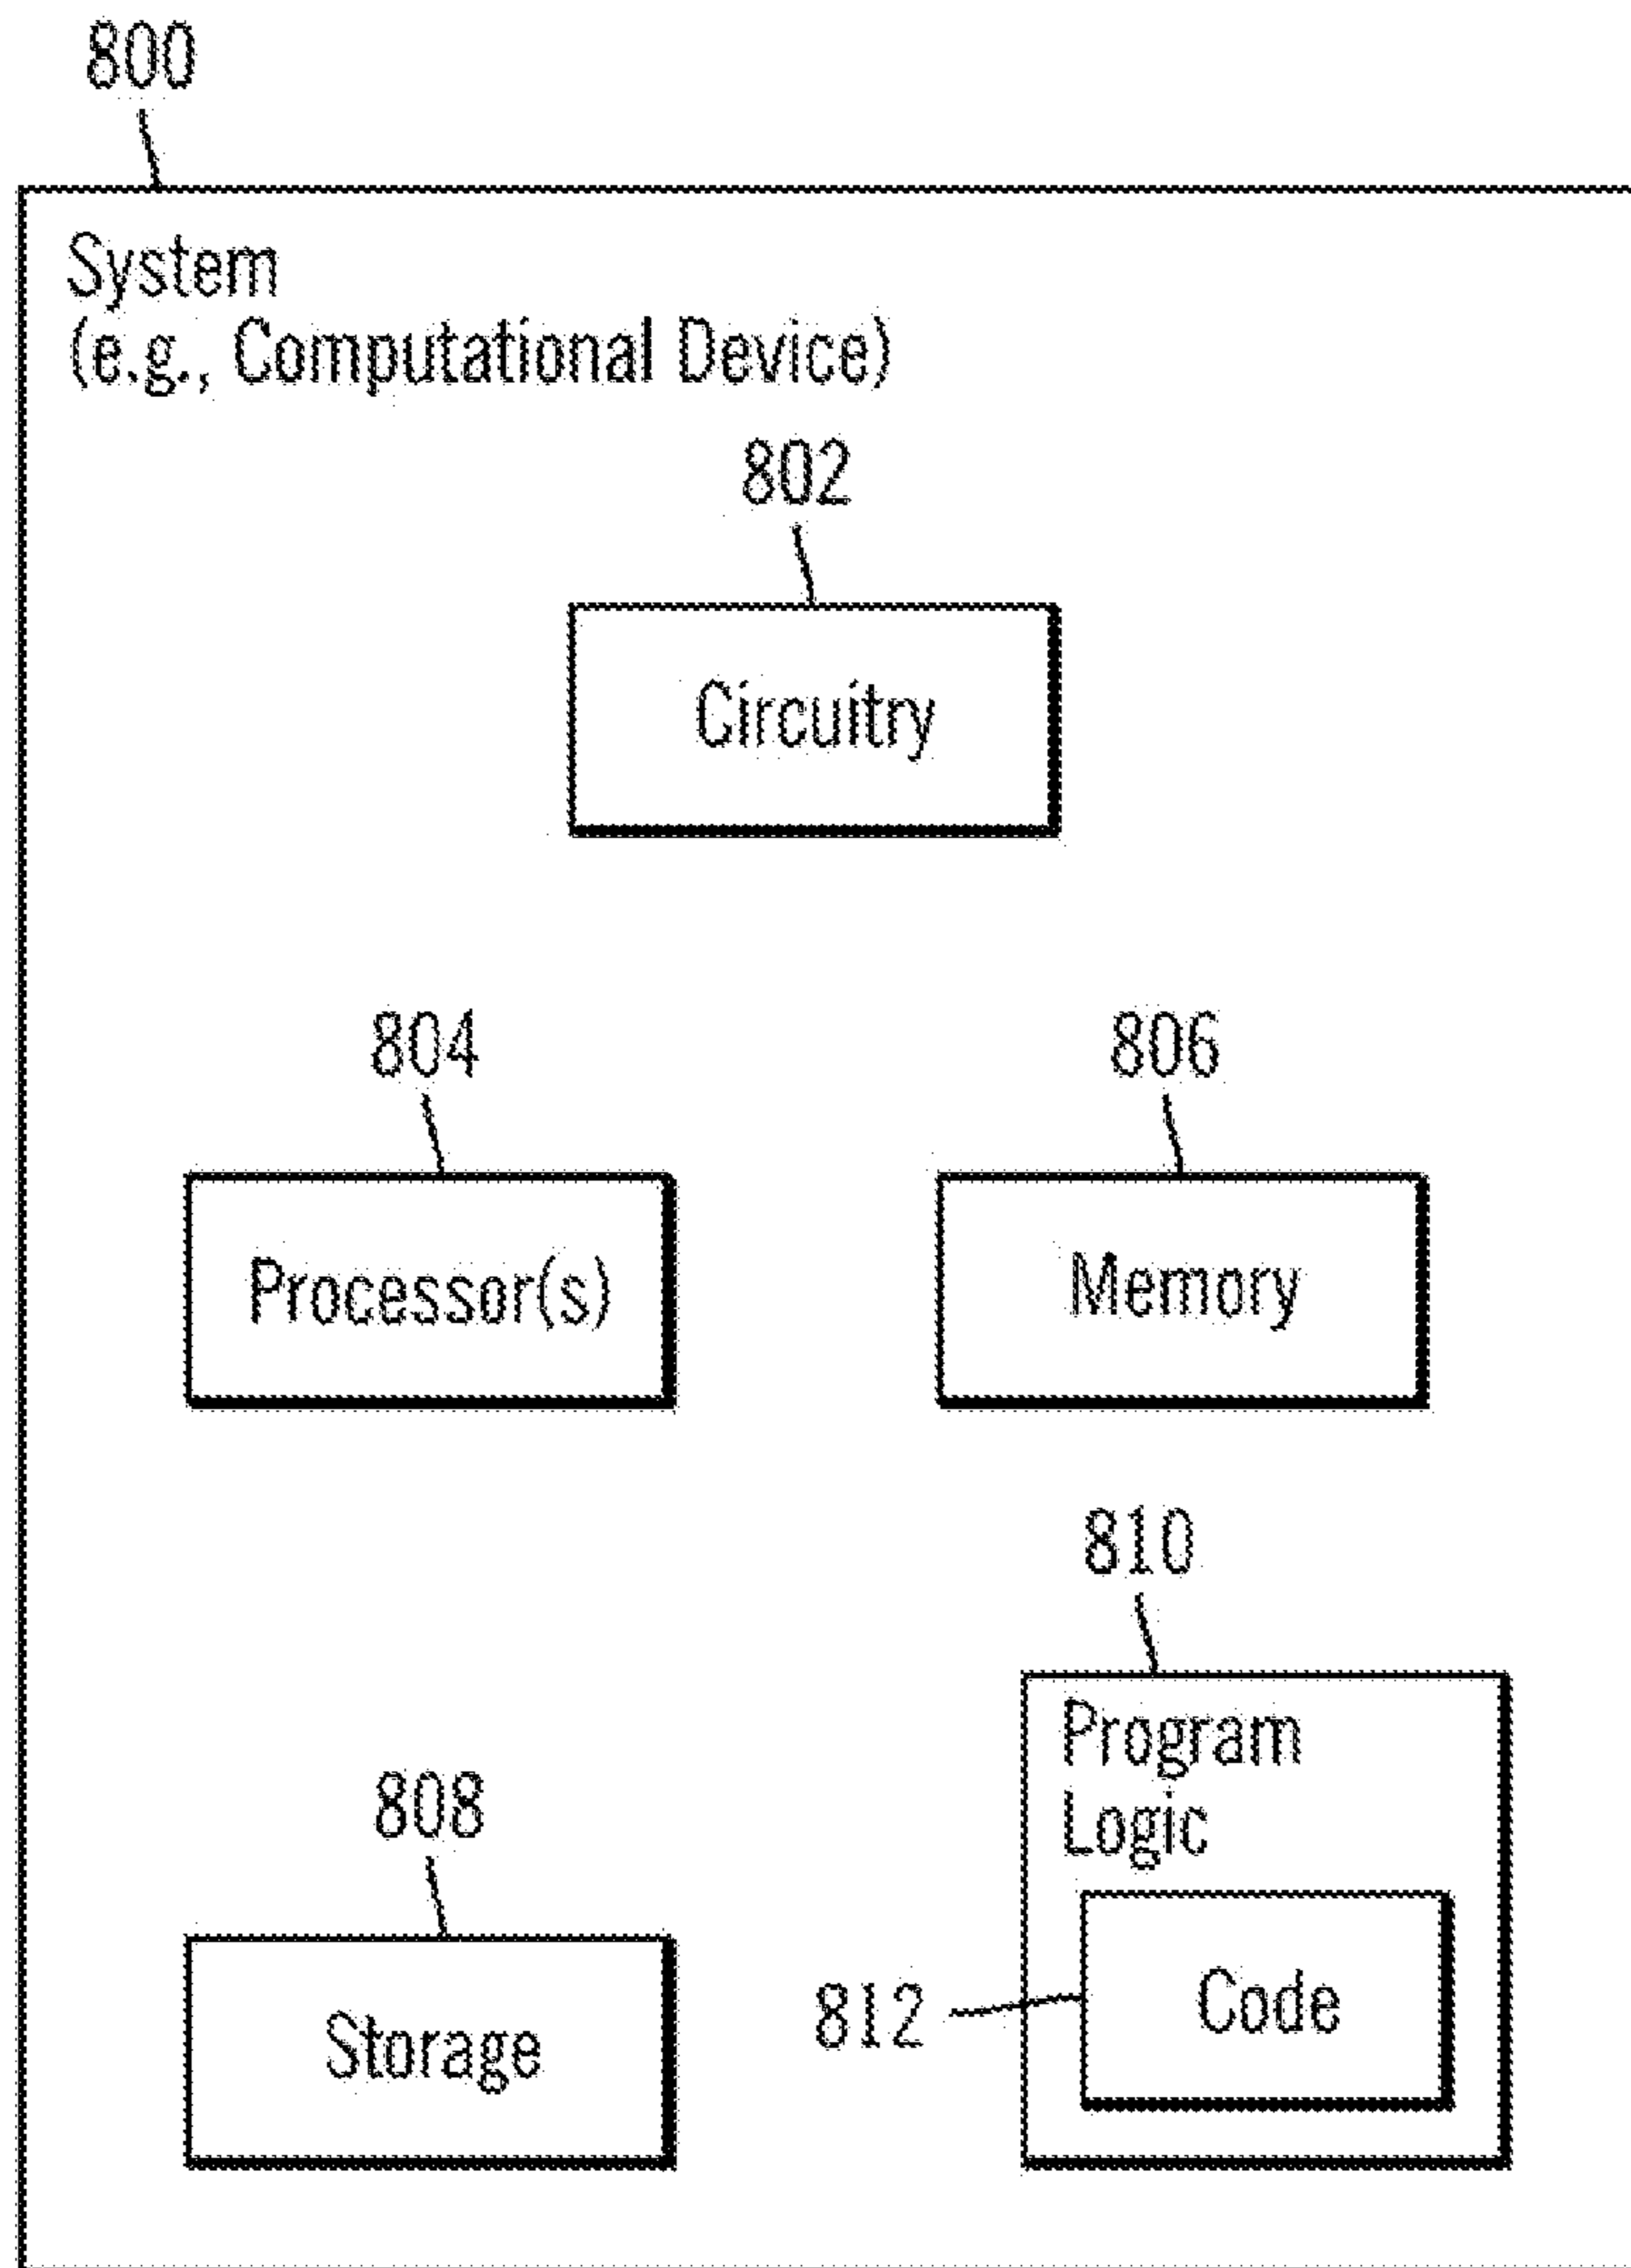 800
System
(e.g., Computational Device)
802
Circuitry
804
806
Processor(s)
Memory
810
Program
Logic
808
812
Code
Storage